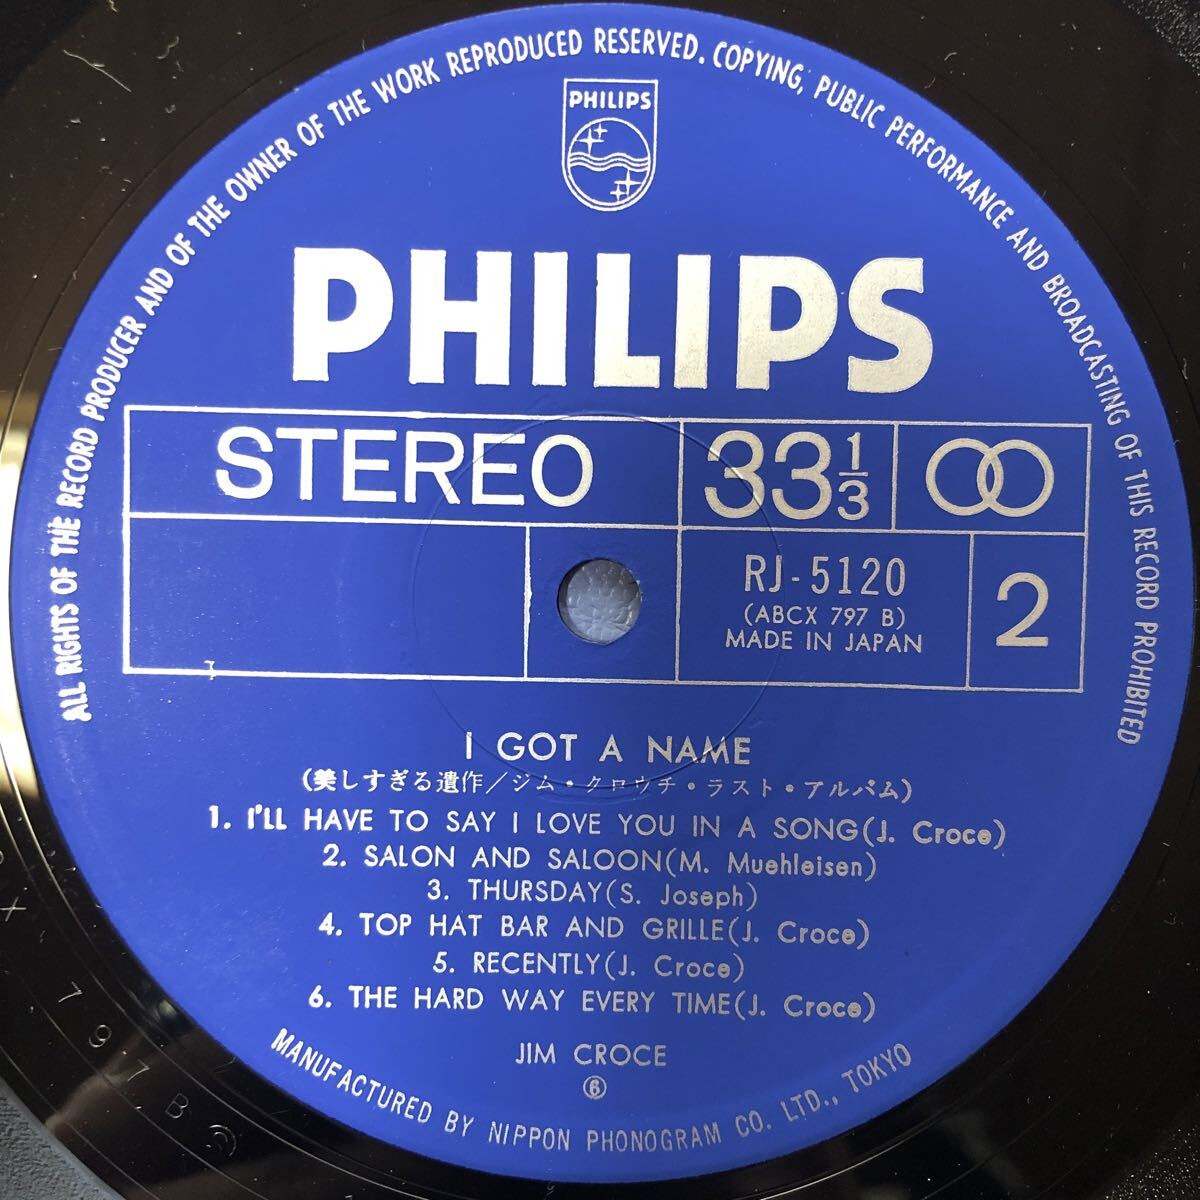 ALL RIGHTS OF THE RECORD PRODUCER AND OF THE OWNER OF THE WORK REPRODUCED RESERVED. COPYING, PUBLIC PERFORMANCE AND BROADCASTING OF THIS RECORD PROHIBITED
PHILIPS
PHILIPS
STEREO 33 1/3
RJ-5120
(ABCX 797 B)
MADE IN JAPAN
2
I GOT A NAME
(美しすぎる遺作/ジム・クロウチ・ラスト・アルバム)
1. I'LL HAVE TO SAY I LOVE YOU IN A SONG(J. Croce)
2. SALON AND SALOON(M. Muehleisen)
3. THURSDAY(S. Joseph)
4. TOP HAT BAR AND GRILLE(J. Croce)
5. RECENTLY(J. Croce)
6. THE HARD WAY EVERY TIME(J. Croce)
JIM CROCE
⑥
MANUFACTURED BY NIPPON PHONOGRAM CO. LTD., TOKYO
797 B